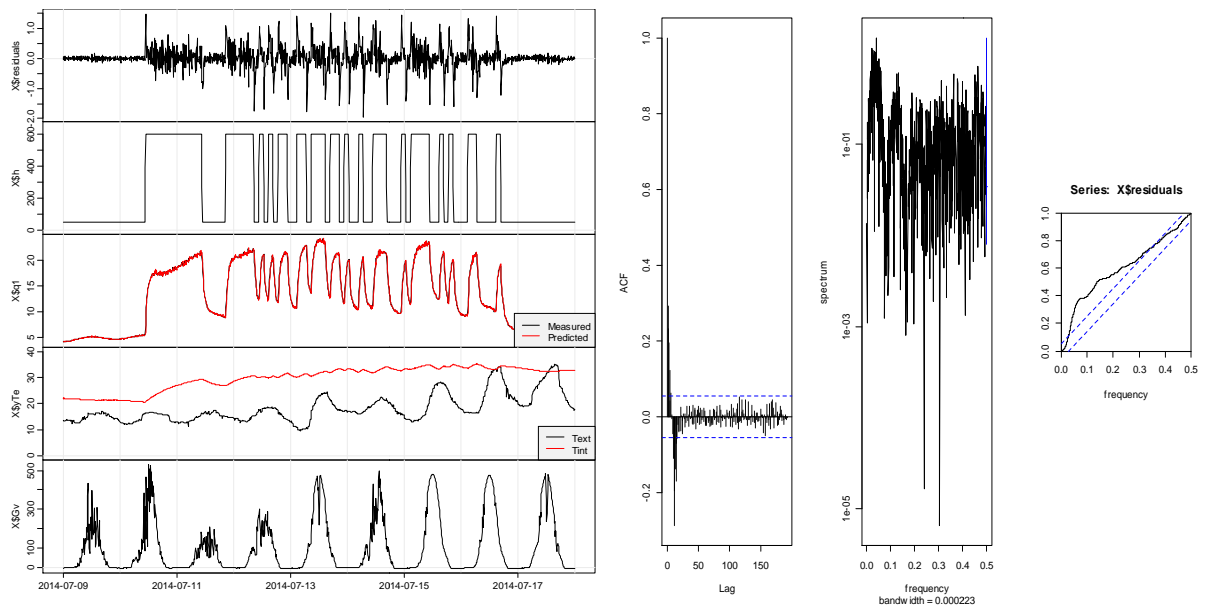 X$residuals
-2.0 -1.0 0.0 1.0
X$h
0 200 400 600
X$q1
5 10 15 20
Measured
Predicted
X$yTe
0 10 20 30 40
Text
Tint
X$Gv
0 100 300 500
2014-07-09 2014-07-11 2014-07-13 2014-07-15 2014-07-17
ACF
-0.2 0.0 0.2 0.4 0.6 0.8 1.0
0 50 100 150
Lag
spectrum
1e-05 1e-03 1e-01
0.0 0.1 0.2 0.3 0.4 0.5
frequency
bandwidth = 0.000223
Series: X$residuals
0.0 0.2 0.4 0.6 0.8 1.0
0.0 0.1 0.2 0.3 0.4 0.5
frequency